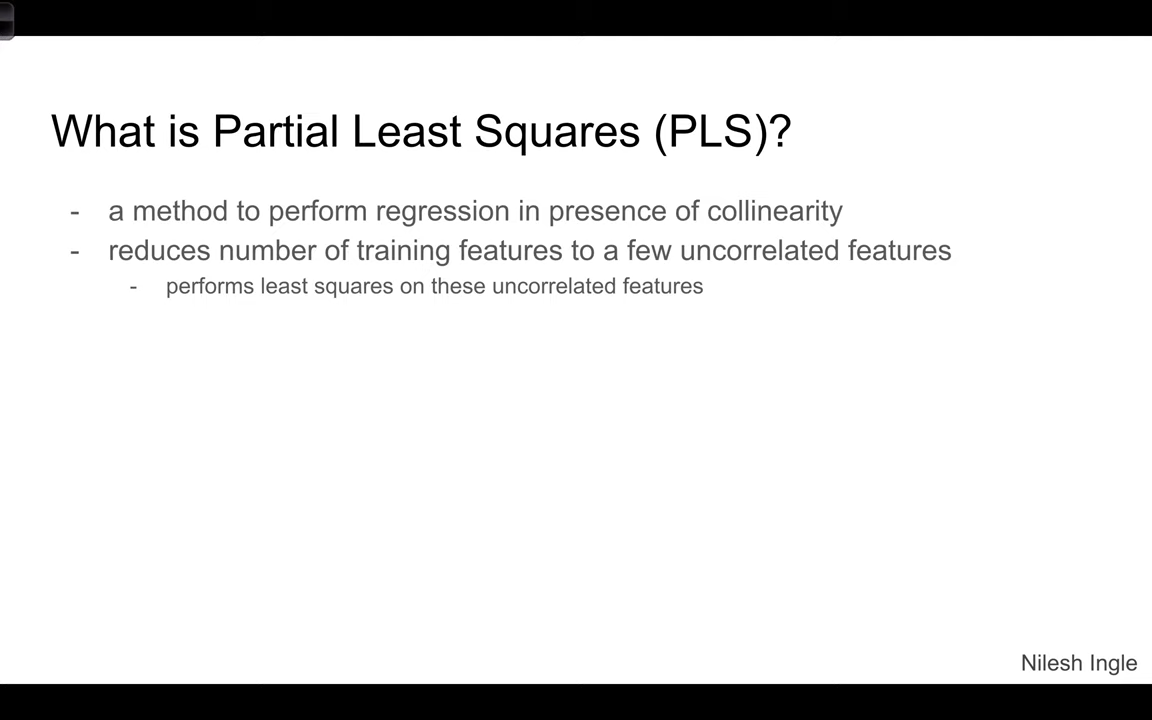 What is Partial Least Squares (PLS)?
- a method to perform regression in presence of collinearity
- reduces number of training features to a few uncorrelated features
- performs least squares on these uncorrelated features
Nilesh Ingle